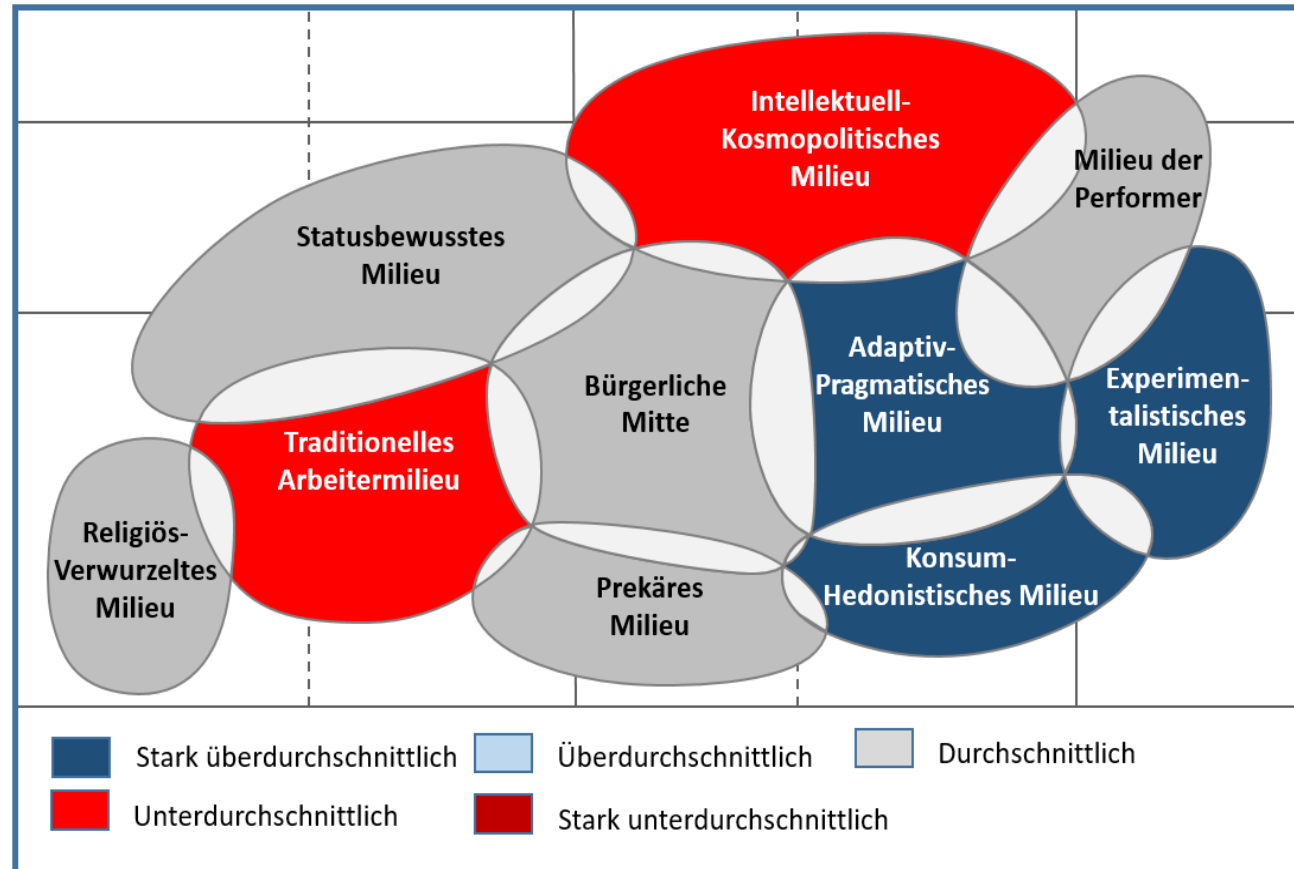 Intellektuell-
Kosmopolitisches
Milieu
Milieu der
Performer
Statusbewusstes
Milieu
Adaptiv-
Pragmatisches
Milieu
Bürgerliche
Mitte
Experimen-
talistisches
Milieu
Traditionelles
Arbeitermilieu
Religiös-
Verwurzeltes
Milieu
Konsum-
Hedonistisches Milieu
Prekäres
Milieu
Stark überdurchschnittlich
Überdurchschnittlich
Durchschnittlich
Unterdurchschnittlich
Stark unterdurchschnittlich